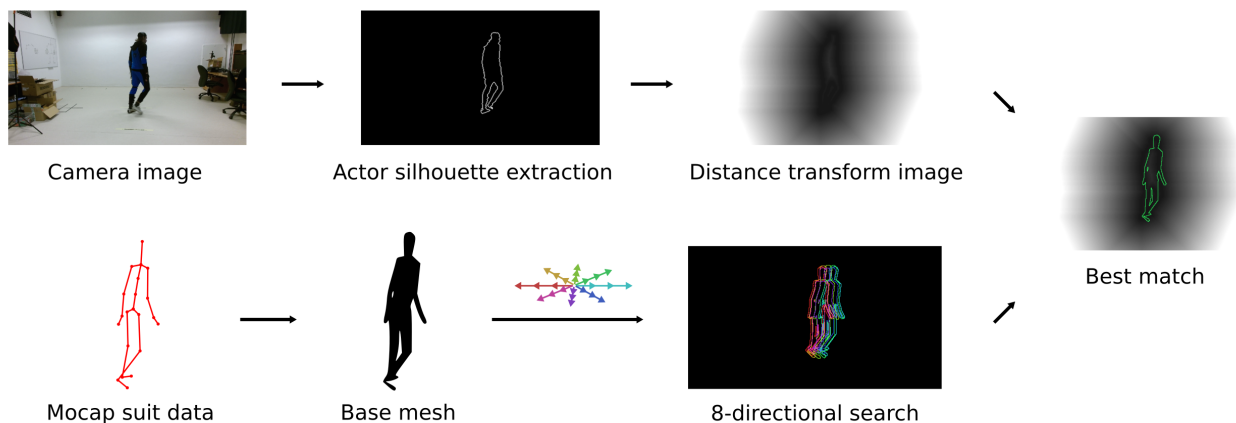 Camera image
Actor silhouette extraction
Distance transform image
Best match
Mocap suit data
Base mesh
8-directional search